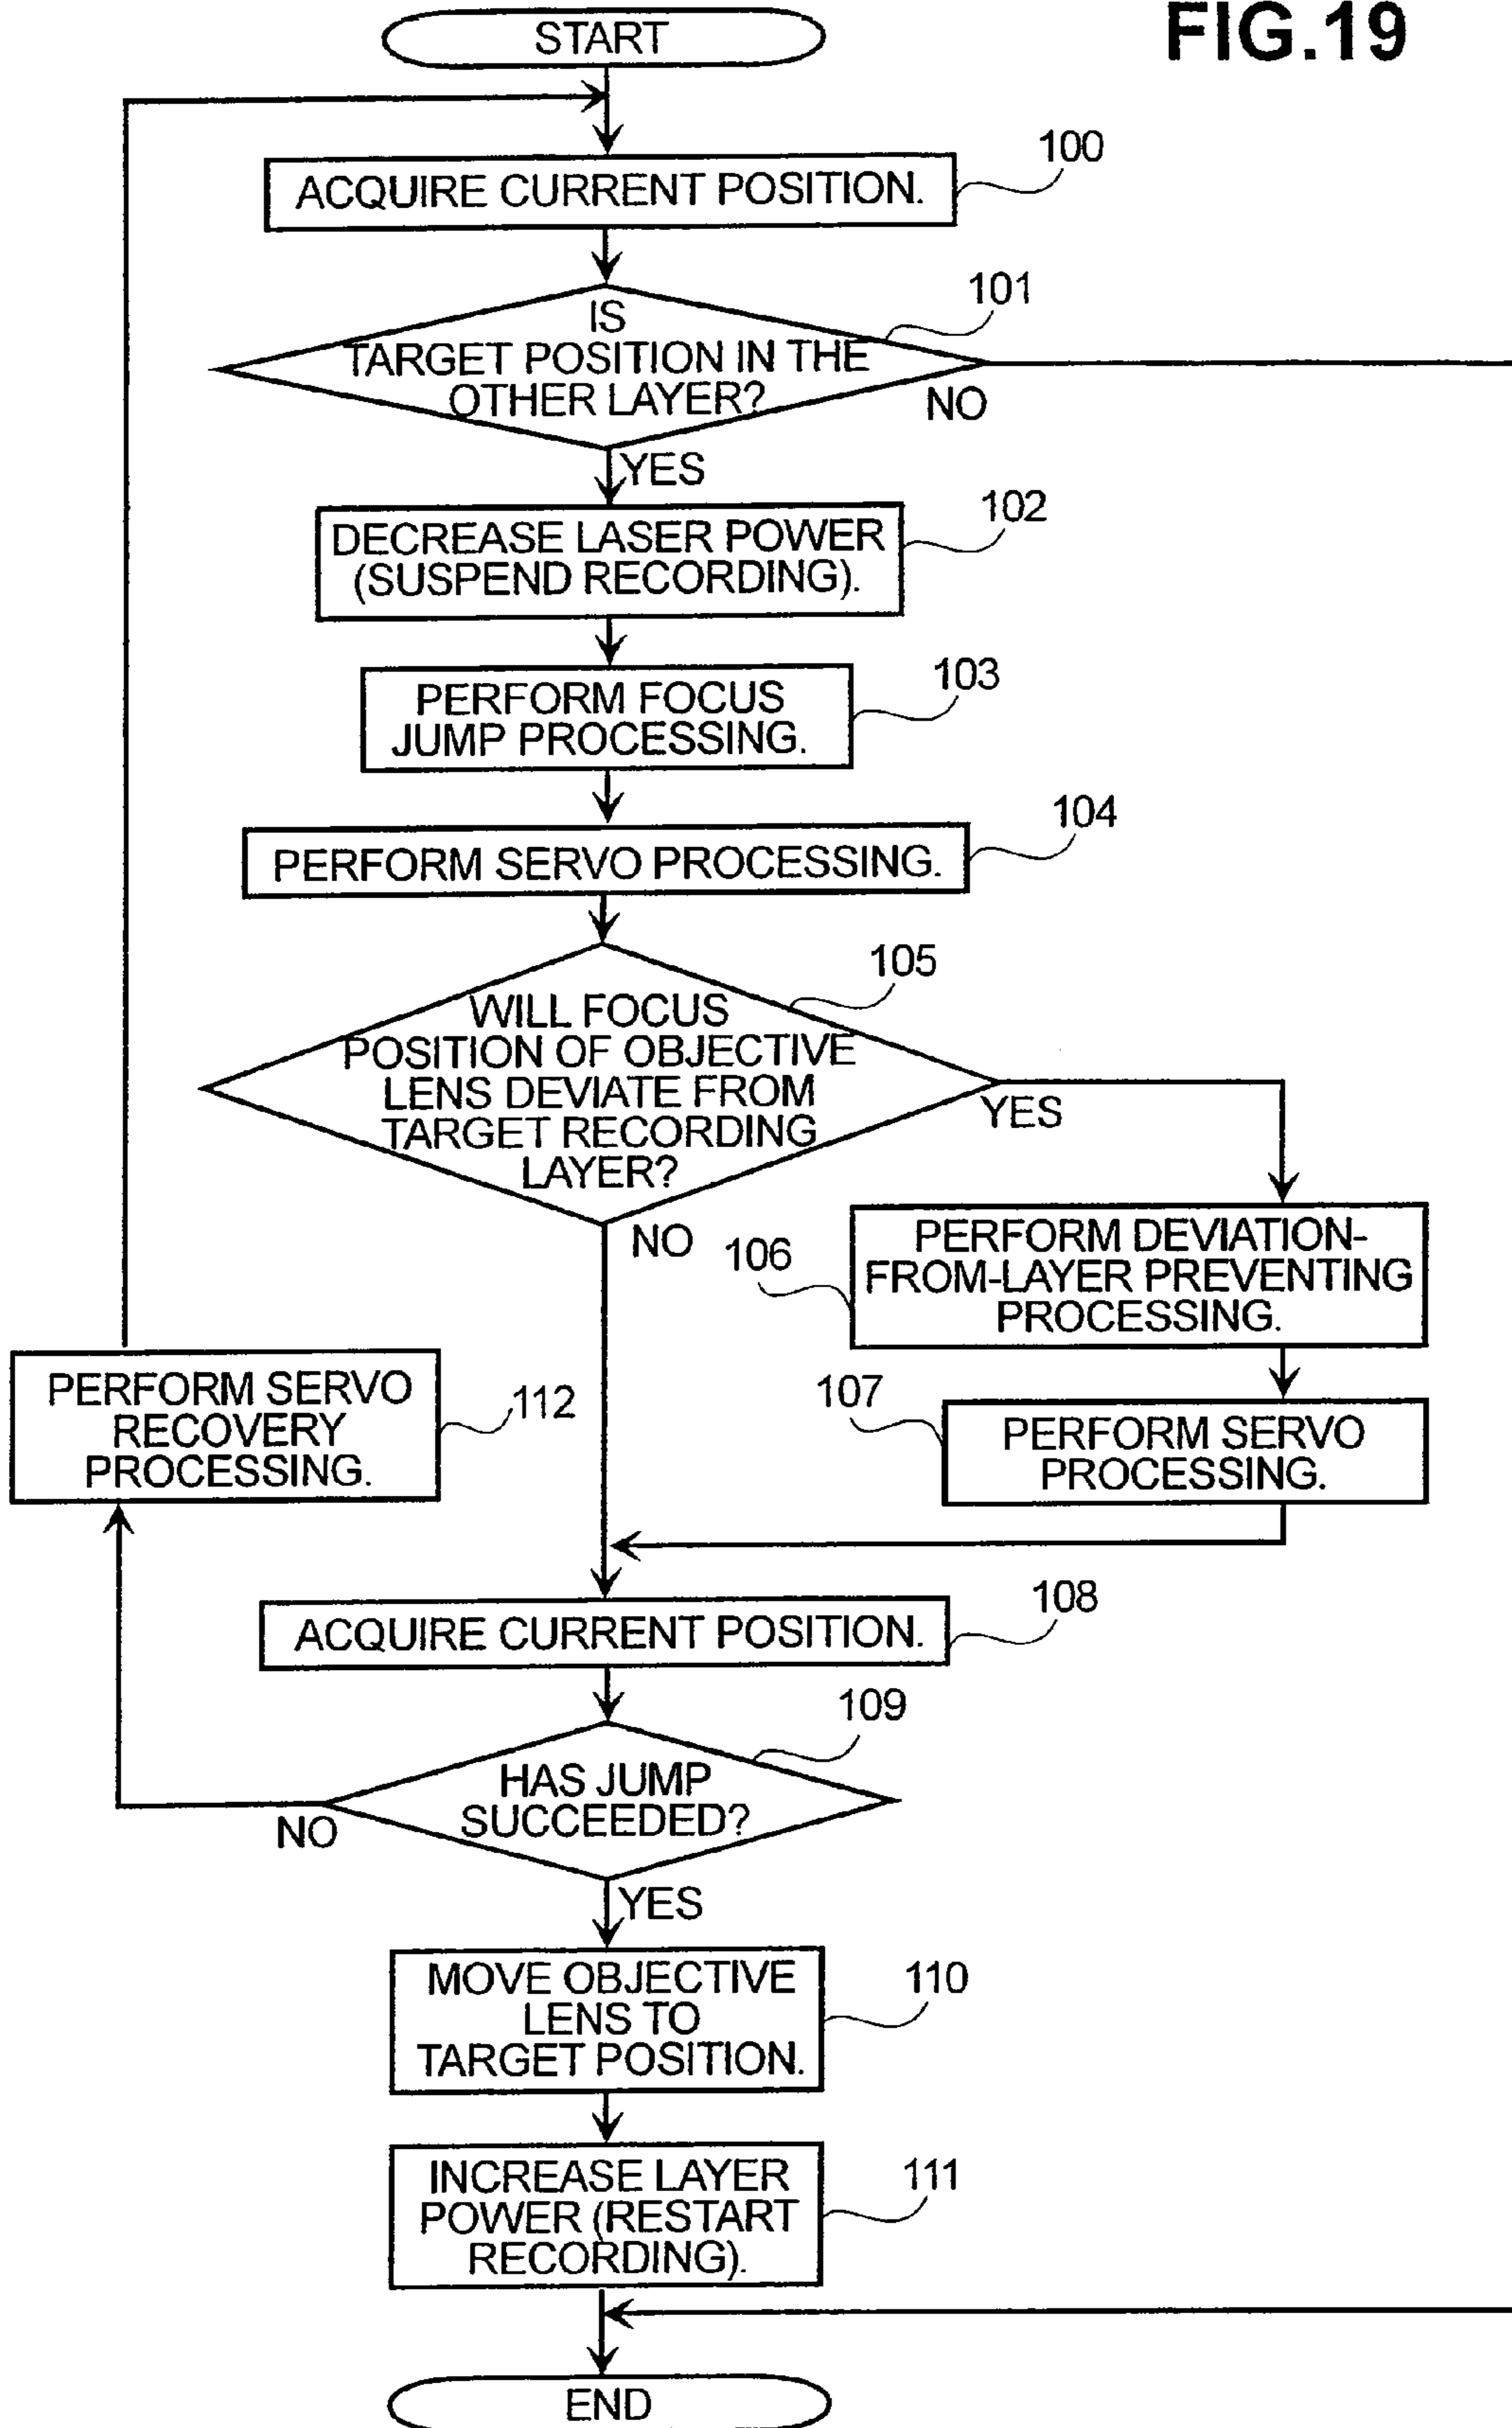 FIG.19
START
100
ACQUIRE CURRENT POSITION.
101
IS
TARGET POSITION IN THE
OTHER LAYER?
NO
YES
102
DECREASE LASER POWER
(SUSPEND RECORDING).
103
PERFORM FOCUS
JUMP PROCESSING.
104
PERFORM SERVO PROCESSING.
105
WILL FOCUS
POSITION OF OBJECTIVE
LENS DEVIATE FROM
TARGET RECORDING
LAYER?
YES
NO
106
PERFORM DEVIATION-
FROM-LAYER PREVENTING
PROCESSING.
107
PERFORM SERVO
PROCESSING.
PERFORM SERVO
RECOVERY
PROCESSING.
112
108
ACQUIRE CURRENT POSITION.
109
HAS JUMP
SUCCEEDED?
NO
YES
110
MOVE OBJECTIVE
LENS TO
TARGET POSITION.
111
INCREASE LAYER
POWER (RESTART
RECORDING).
END